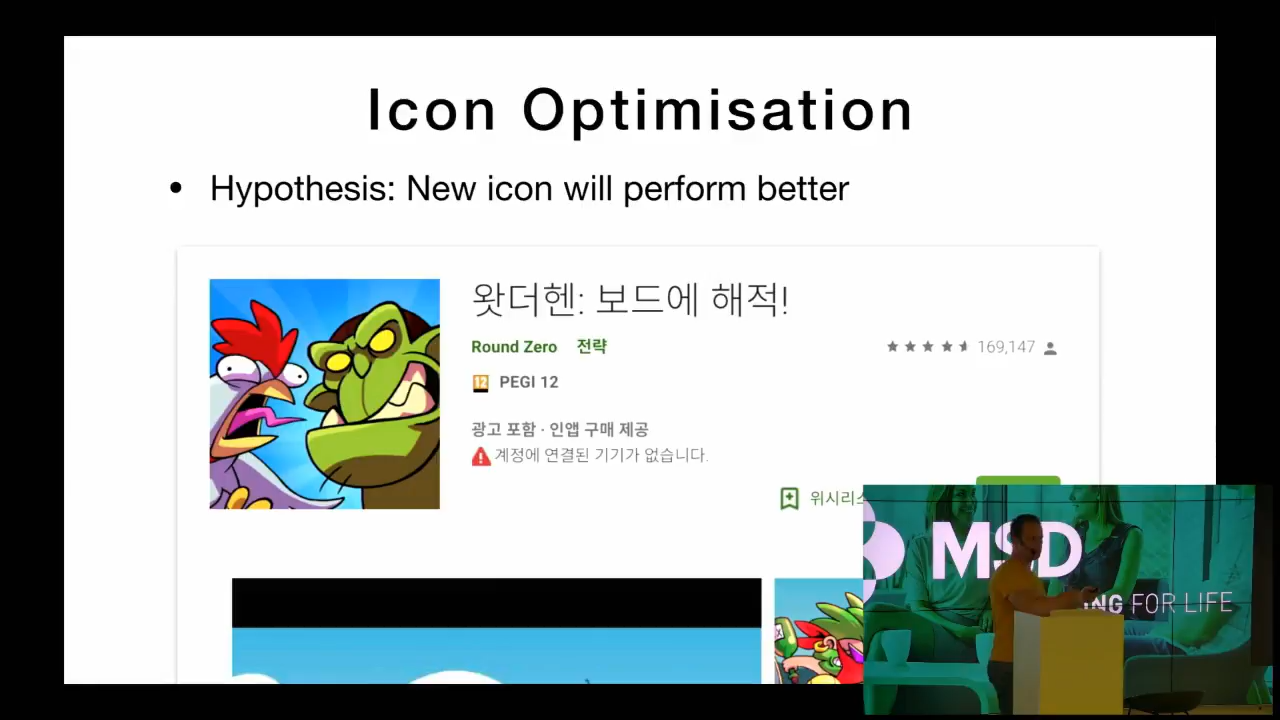 Icon Optimisation
• Hypothesis: New icon will perform better
왓더헨: 보드에 해적!
Round Zero 전략
169,147
12 PEGI 12
광고 포함 · 인앱 구매 제공
계정에 연결된 기기가 없습니다.
위시리스
MSD
ING FOR LIFE